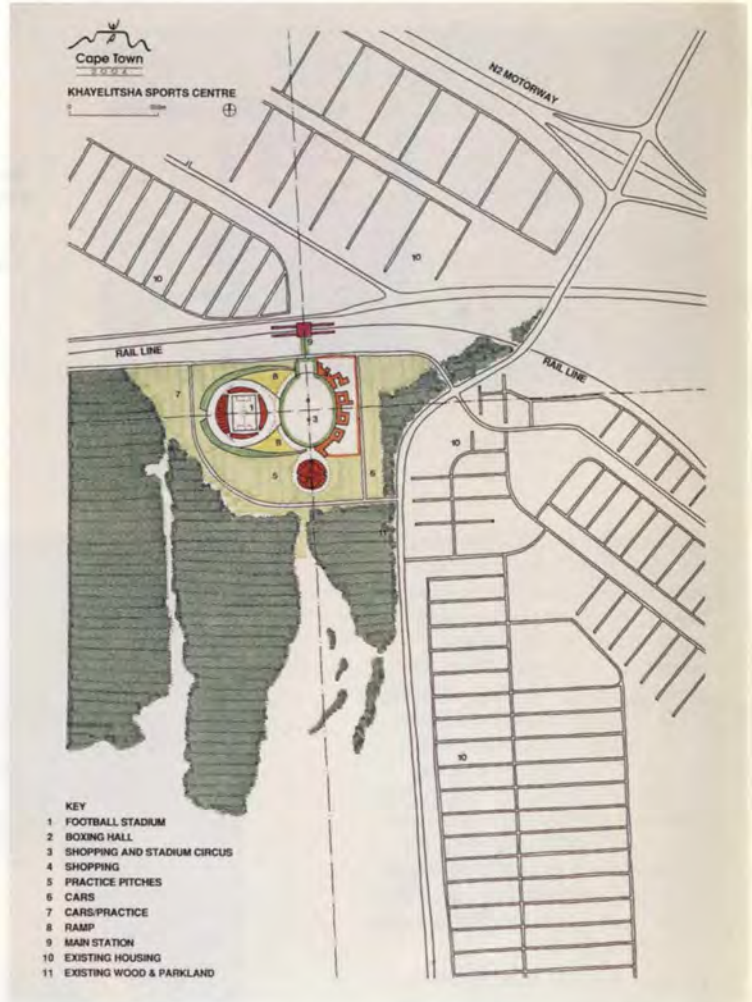 Cape Town
2004
KHAYELITSHA SPORTS CENTRE
0
N2 MOTORWAY
10
10
9
RAIL LINE
RAIL LINE
7
8
1
3
8
10
5
6
11
10
KEY
1 FOOTBALL STADIUM
2 BOXING HALL
3 SHOPPING AND STADIUM CIRCUS
4 SHOPPING
5 PRACTICE PITCHES
6 CARS
7 CARS/PRACTICE
8 RAMP
9 MAIN STATION
10 EXISTING HOUSING
11 EXISTING WOOD & PARKLAND